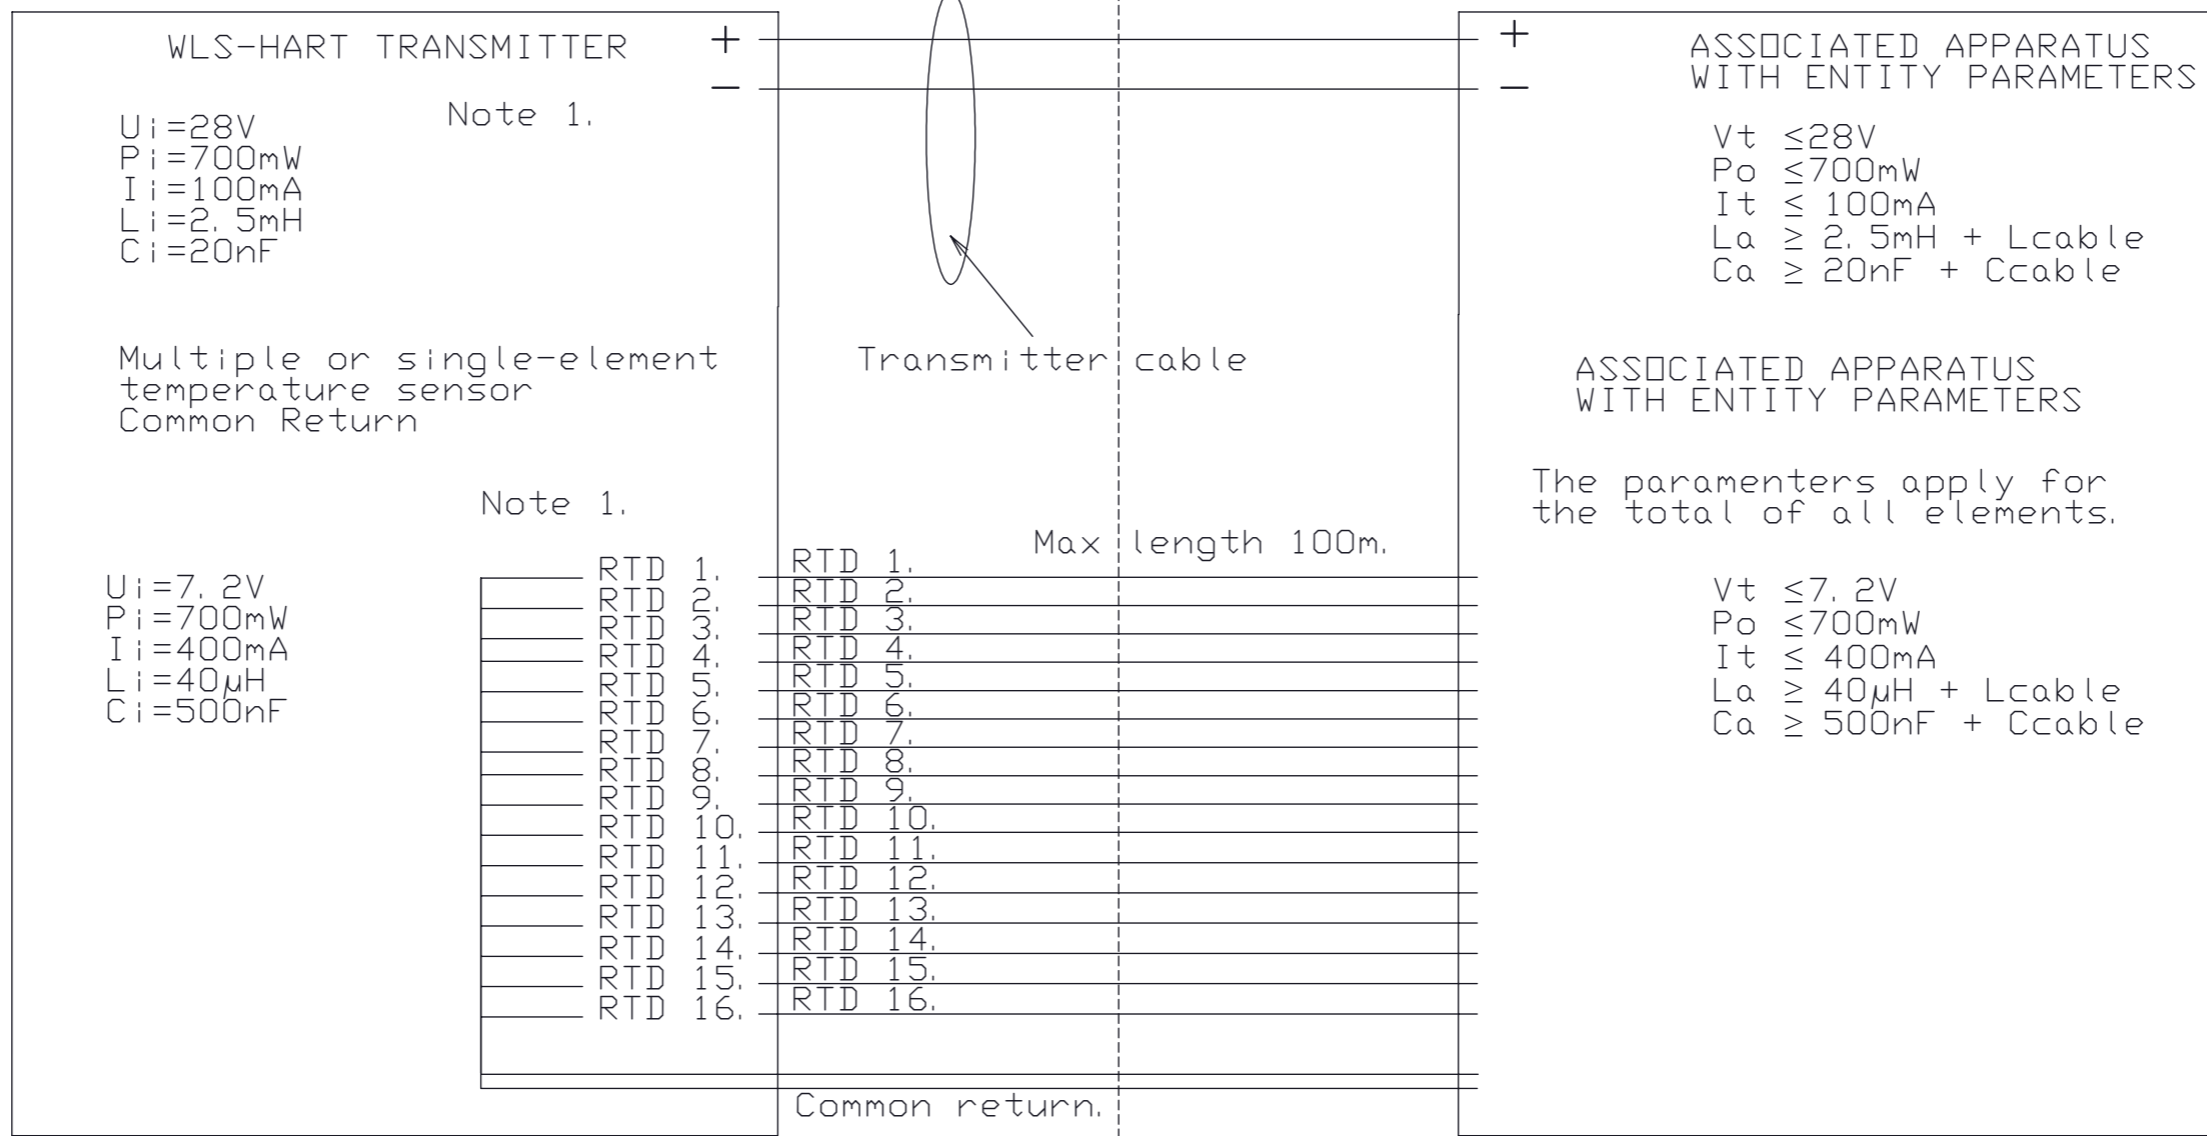 WLS-HART TRANSMITTER
+
−
Note 1.
Ui=28V
Pi=700mW
Ii=100mA
Li=2.5mH
Ci=20nF
Multiple or single-element
temperature sensor
Common Return
Note 1.
Ui=7.2V
Pi=700mW
Ii=400mA
Li=40µH
Ci=500nF
RTD 1.
RTD 2.
RTD 3.
RTD 4.
RTD 5.
RTD 6.
RTD 7.
RTD 8.
RTD 9.
RTD 10.
RTD 11.
RTD 12.
RTD 13.
RTD 14.
RTD 15.
RTD 16.
Transmitter cable
Max length 100m.
RTD 1.
RTD 2.
RTD 3.
RTD 4.
RTD 5.
RTD 6.
RTD 7.
RTD 8.
RTD 9.
RTD 10.
RTD 11.
RTD 12.
RTD 13.
RTD 14.
RTD 15.
RTD 16.
Common return.
+
−
ASSOCIATED APPARATUS
WITH ENTITY PARAMETERS
Vt ≤28V
Po ≤700mW
It ≤ 100mA
La ≥ 2.5mH + Lcable
Ca ≥ 20nF + Ccable
ASSOCIATED APPARATUS
WITH ENTITY PARAMETERS
The paramenters apply for
the total of all elements.
Vt ≤7.2V
Po ≤700mW
It ≤ 400mA
La ≥ 40µH + Lcable
Ca ≥ 500nF + Ccable